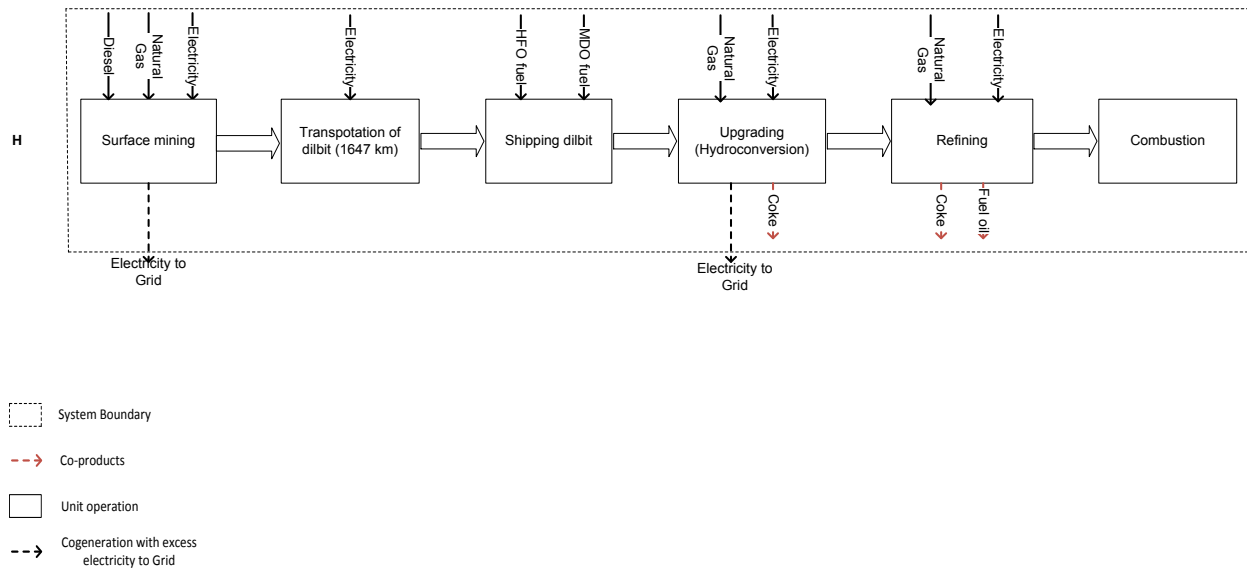 Diesel
Natural
Gas
Electricity
Electricity
HFO fuel
MDO fuel
Natural
Gas
Electricity
Natural
Gas
Electricity
H
Surface mining
Transpotation of
dilbit (1647 km)
Shipping dilbit
Upgrading
(Hydroconversion)
Refining
Combustion
Coke
Coke
Fuel oil
Electricity to
Grid
Electricity to
Grid
System Boundary
Co-products
Unit operation
Cogeneration with excess
electricity to Grid